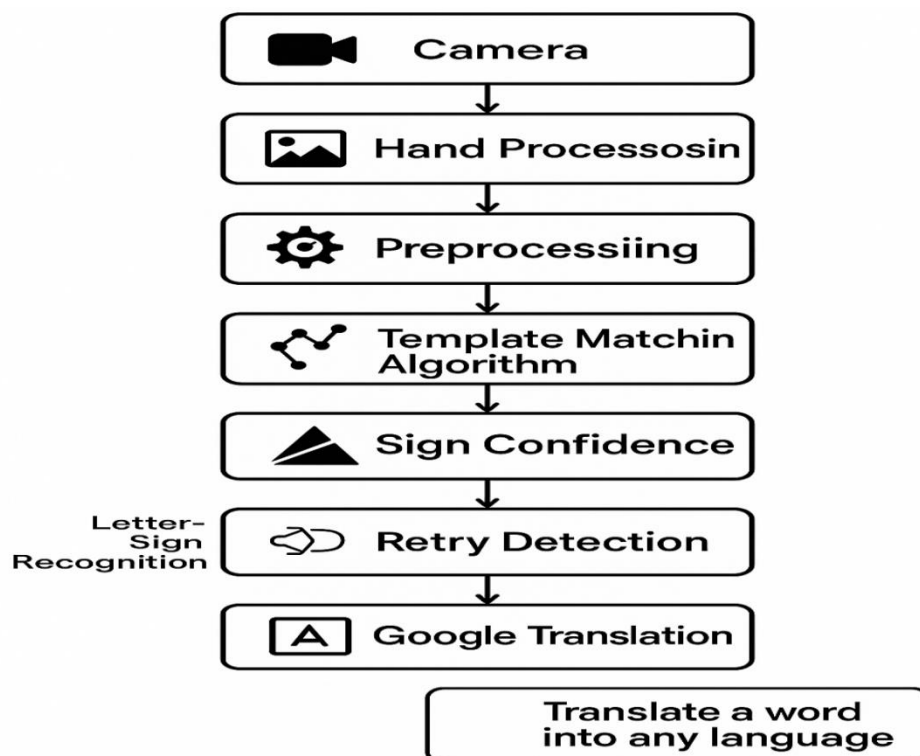 Camera
Hand Processosin
Preprocessiing
Template Matchin
Algorithm
Sign Confidence
Letter-
Sign
Recognition
Retry Detection
A
Google Translation
Translate a word
into any language